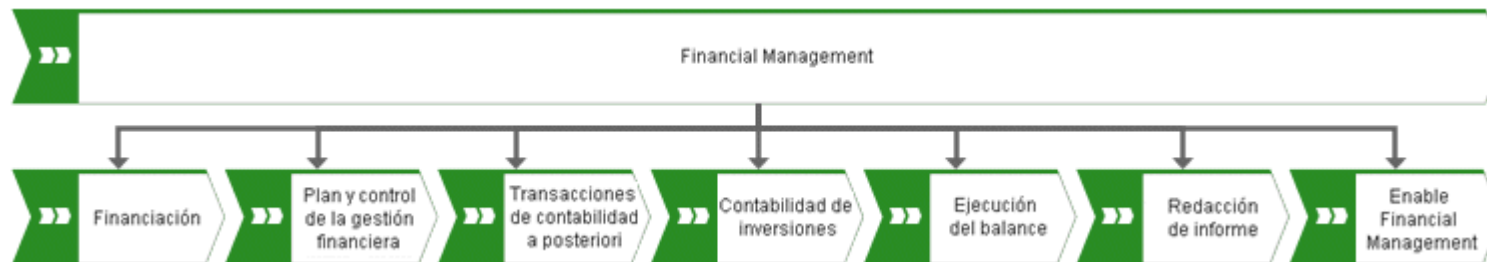 Financial Management
Financiación
Plan y control
de la gestión
financiera
Transacciones
de contabilidad
a posteriori
Contabilidad de
inversiones
Ejecución
del balance
Redacción
de informe
Enable
Financial
Management